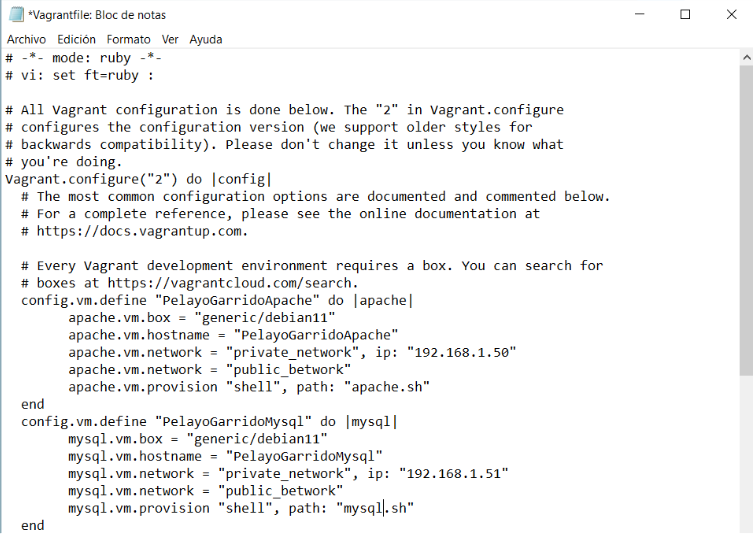 *Vagrantfile: Bloc de notas
Archivo Edición Formato Ver Ayuda
# -*- mode: ruby -*-
# vi: set ft=ruby :

# All Vagrant configuration is done below. The "2" in Vagrant.configure
# configures the configuration version (we support older styles for
# backwards compatibility). Please don't change it unless you know what
# you're doing.
Vagrant.configure("2") do |config|
  # The most common configuration options are documented and commented below.
  # For a complete reference, please see the online documentation at
  # https://docs.vagrantup.com.

  # Every Vagrant development environment requires a box. You can search for
  # boxes at https://vagrantcloud.com/search.
  config.vm.define "PelayoGarridoApache" do |apache|
        apache.vm.box = "generic/debian11"
        apache.vm.hostname = "PelayoGarridoApache"
        apache.vm.network = "private_network", ip: "192.168.1.50"
        apache.vm.network = "public_betwork"
        apache.vm.provision "shell", path: "apache.sh"
  end
  config.vm.define "PelayoGarridoMysql" do |mysql|
        mysql.vm.box = "generic/debian11"
        mysql.vm.hostname = "PelayoGarridoMysql"
        mysql.vm.network = "private_network", ip: "192.168.1.51"
        mysql.vm.network = "public_betwork"
        mysql.vm.provision "shell", path: "mysql.sh"
  end